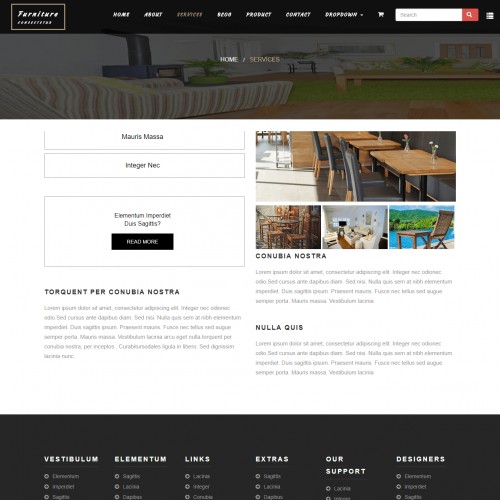 Furniture
CONSECTETUR
HOME ABOUT SERVICES BLOG PRODUCT CONTACT DROPDOWN
Search
HOME / SERVICES
Mauris Massa
Integer Nec
Elementum Imperdiet
Duis Sagittis?
READ MORE
TORQUENT PER CONUBIA NOSTRA
Lorem ipsum dolor sit amet, consectetur adipiscing elit. Integer nec odionec
odio.Sed cursus ante dapibus diam. Sed nisi. Nulla quis sem at nibh elementum
imperdiet. Duis sagittis ipsum. Praesent mauris. Fusce nec tellus sed augue
semper porta. Mauris massa. Vestibulum lacinia arcu eget nulla.torquent per
conubia nostra, per inceptos . Curabitursodales ligula in libero. Sed dignissim
lacinia nunc.
CONUBIA NOSTRA
Lorem ipsum dolor sit amet, consectetur adipiscing elit. Integer nec odionec
odio.Sed cursus ante dapibus diam. Sed nisi. Nulla quis sem at nibh elementum
imperdiet. Duis sagittis ipsum. Praesent mauris. Fusce nec tellus sed augue
semper porta. Mauris massa. Vestibulum lacinia
NULLA QUIS
Lorem ipsum dolor sit amet, consectetur adipiscing elit. Integer nec odionec
odio.Sed cursus ante dapibus diam. Sed nisi. Nulla quis sem at nibh elementum
imperdiet. Duis sagittis ipsum. Praesent mauris. Fusce nec tellus sed augue
semper porta. Mauris massa. Vestibulum lacinia
VESTIBULUM
Elementum
Imperdiet
Duis
ELEMENTUM
Sagittis
Lacinia
Dapibus
LINKS
Lacinia
Integer
Conubia
EXTRAS
Sagittis
Lacinia
Dapibus
OUR
SUPPORT
Lacinia
Integer
DESIGNERS
Elementum
Imperdiet
Sagittis